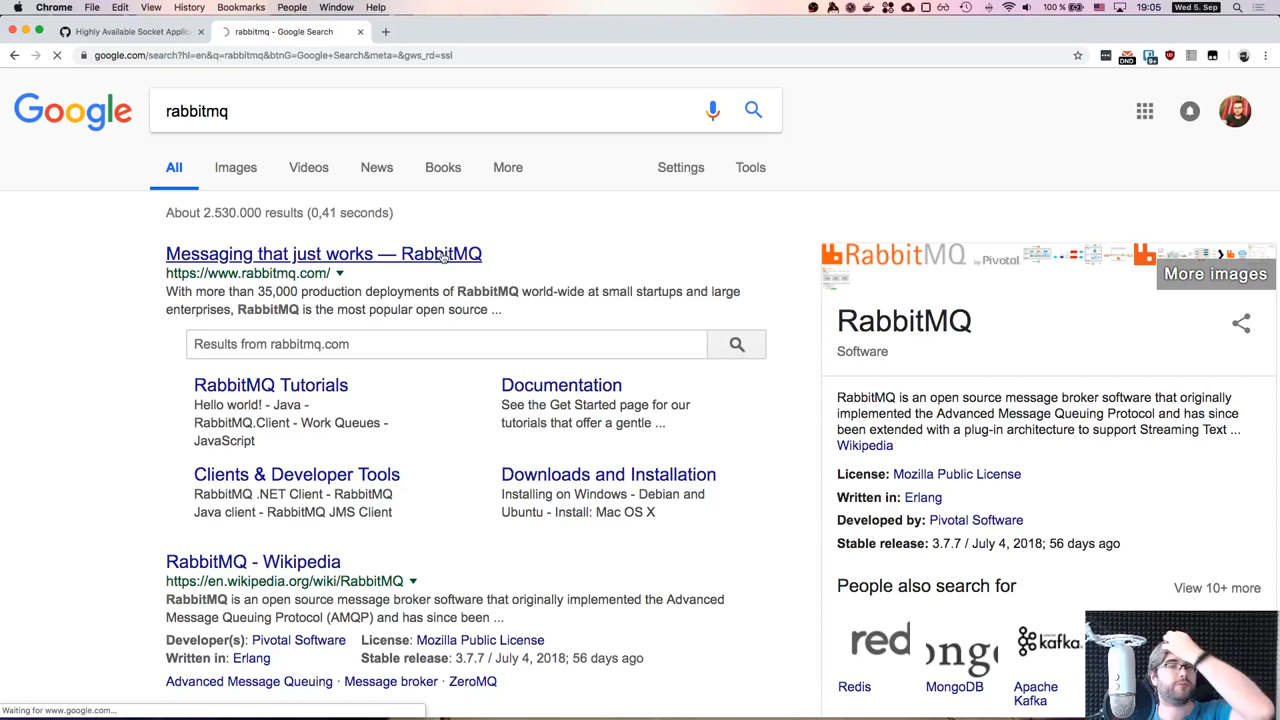 Chrome File Edit View History Bookmarks People Window Help 100 % 19:05 Wed 5. Sep
Highly Available Socket Applic
rabbitmq - Google Search
google.com/search?hl=en&q=rabbitmq&btnG=Google+Search&meta=&gws_rd=ssl
DND
9+
Google
rabbitmq
All Images Videos News Books More Settings Tools
About 2.530.000 results (0,41 seconds)
Messaging that just works — RabbitMQ
https://www.rabbitmq.com/
With more than 35,000 production deployments of RabbitMQ world-wide at small startups and large
enterprises, RabbitMQ is the most popular open source ...
Results from rabbitmq.com
RabbitMQ Tutorials
Hello world! - Java -
RabbitMQ.Client - Work Queues -
JavaScript
Documentation
See the Get Started page for our
tutorials that offer a gentle ...
Clients & Developer Tools
RabbitMQ .NET Client - RabbitMQ
Java client - RabbitMQ JMS Client
Downloads and Installation
Installing on Windows - Debian and
Ubuntu - Install: Mac OS X
RabbitMQ - Wikipedia
https://en.wikipedia.org/wiki/RabbitMQ
RabbitMQ is an open source message broker software that originally implemented the Advanced
Message Queuing Protocol (AMQP) and has since been ...
Developer(s): Pivotal Software License: Mozilla Public License
Written in: Erlang Stable release: 3.7.7 / July 4, 2018; 56 days ago
Advanced Message Queuing · Message broker · ZeroMQ
RabbitMQ by Pivotal
More images
RabbitMQ
Software
RabbitMQ is an open source message broker software that originally
implemented the Advanced Message Queuing Protocol and has since
been extended with a plug-in architecture to support Streaming Text ...
Wikipedia
License: Mozilla Public License
Written in: Erlang
Developed by: Pivotal Software
Stable release: 3.7.7 / July 4, 2018; 56 days ago
People also search for View 10+ more
red
ongo
kafka
Redis
MongoDB
Apache
Kafka
Waiting for www.google.com...